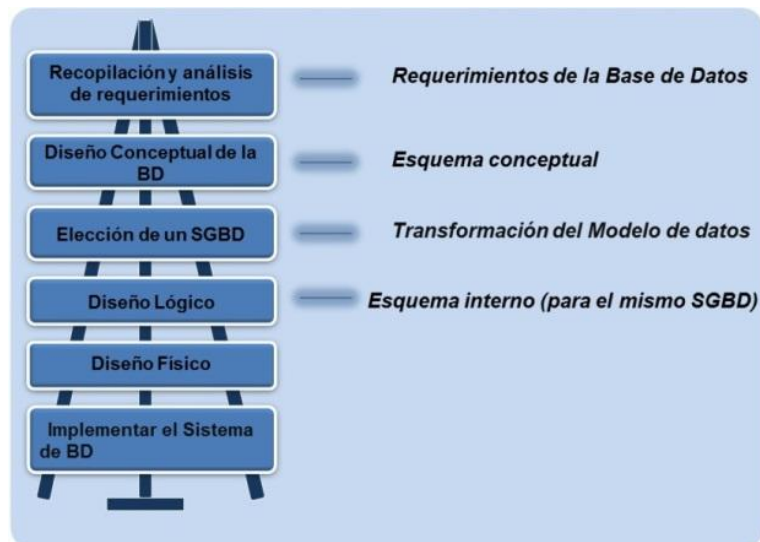 Recopilación y análisis
de requerimientos
Requerimientos de la Base de Datos
Diseño Conceptual de la
BD
Esquema conceptual
Elección de un SGBD
Transformación del Modelo de datos
Diseño Lógico
Esquema interno (para el mismo SGBD)
Diseño Físico
Implementar el Sistema
de BD